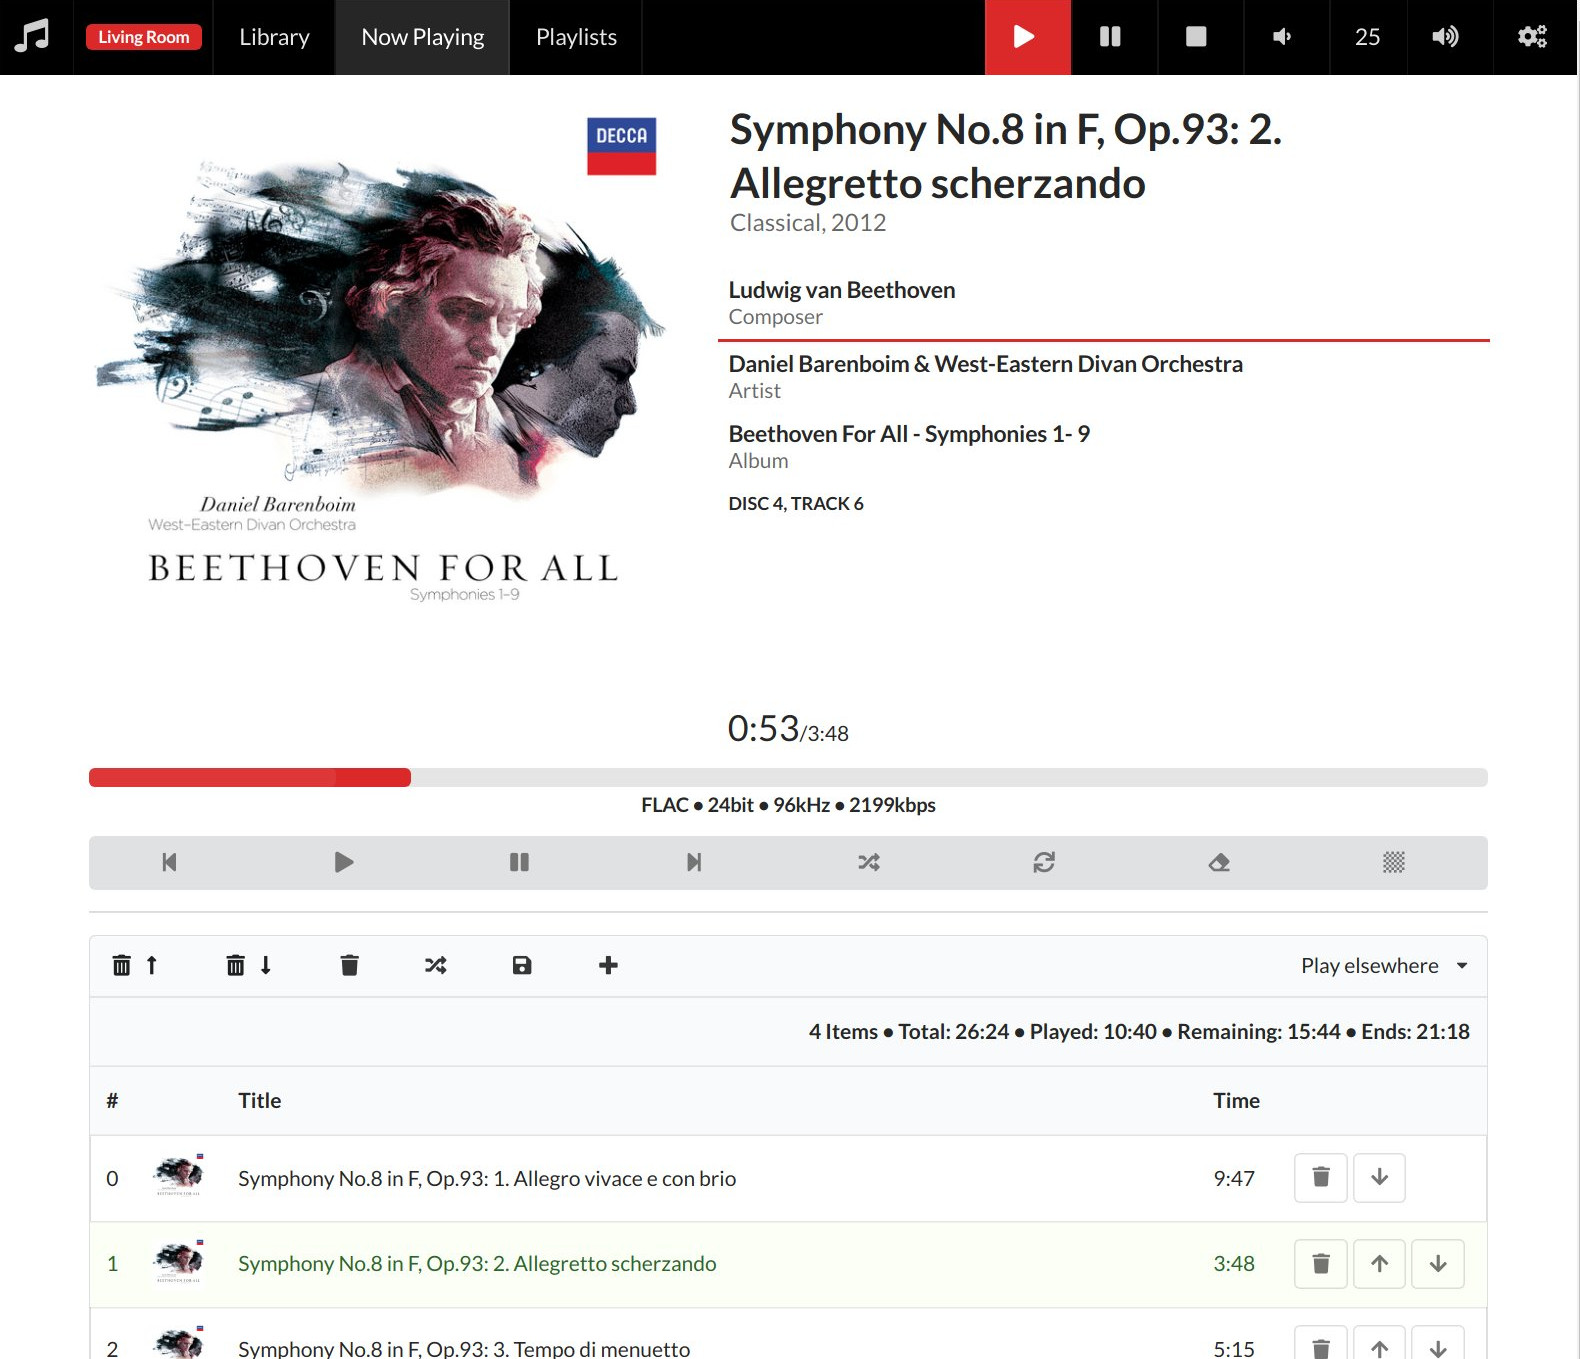 Living Room
Library
Now Playing
Playlists
25
DECCA
Daniel Barenboim
West-Eastern Divan Orchestra
BEETHOVEN FOR ALL
Symphonies 1-9
Symphony No.8 in F, Op.93: 2.
Allegretto scherzando
Classical, 2012
Ludwig van Beethoven
Composer
Daniel Barenboim & West-Eastern Divan Orchestra
Artist
Beethoven For All - Symphonies 1- 9
Album
DISC 4, TRACK 6
0:53/3:48
FLAC ● 24bit ● 96kHz ● 2199kbps
Play elsewhere
4 Items ● Total: 26:24 ● Played: 10:40 ● Remaining: 15:44 ● Ends: 21:18
# Title Time
0 Symphony No.8 in F, Op.93: 1. Allegro vivace e con brio 9:47
1 Symphony No.8 in F, Op.93: 2. Allegretto scherzando 3:48
2 Symphony No.8 in F, Op.93: 3. Tempo di menuetto 5:15